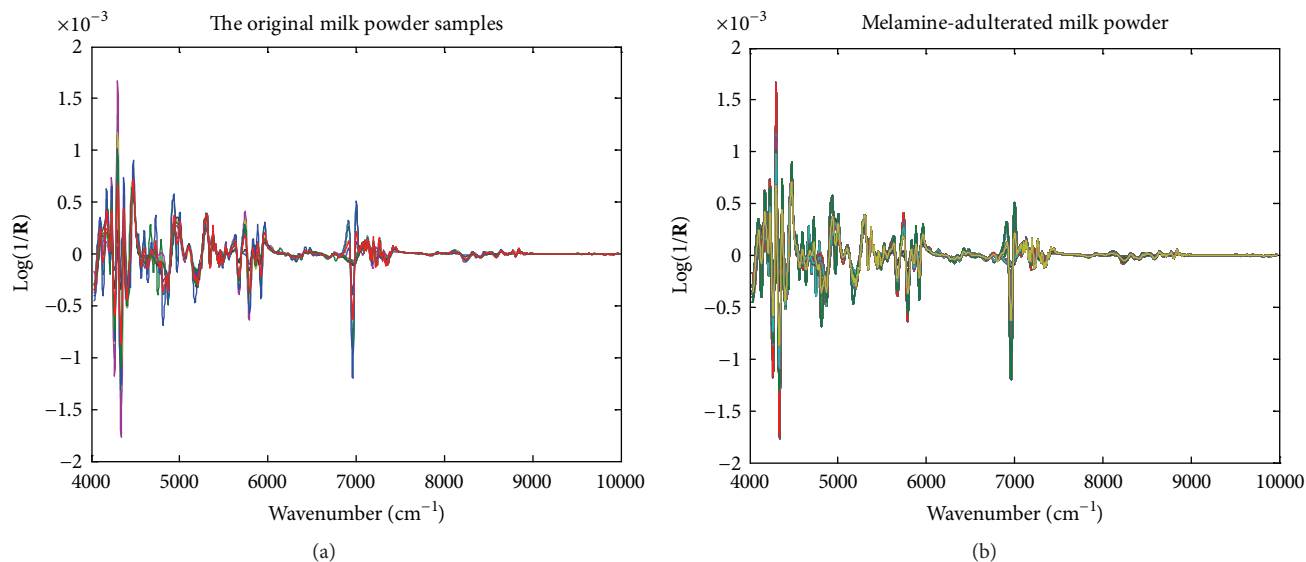 The original milk powder samples
×10⁻³
2
1.5
1
0.5
0
−0.5
−1
−1.5
−2
Log(1/R)
4000 5000 6000 7000 8000 9000 10000
Wavenumber (cm⁻¹)
(a)
Melamine-adulterated milk powder
×10⁻³
2
1.5
1
0.5
0
−0.5
−1
−1.5
−2
Log(1/R)
4000 5000 6000 7000 8000 9000 10000
Wavenumber (cm⁻¹)
(b)